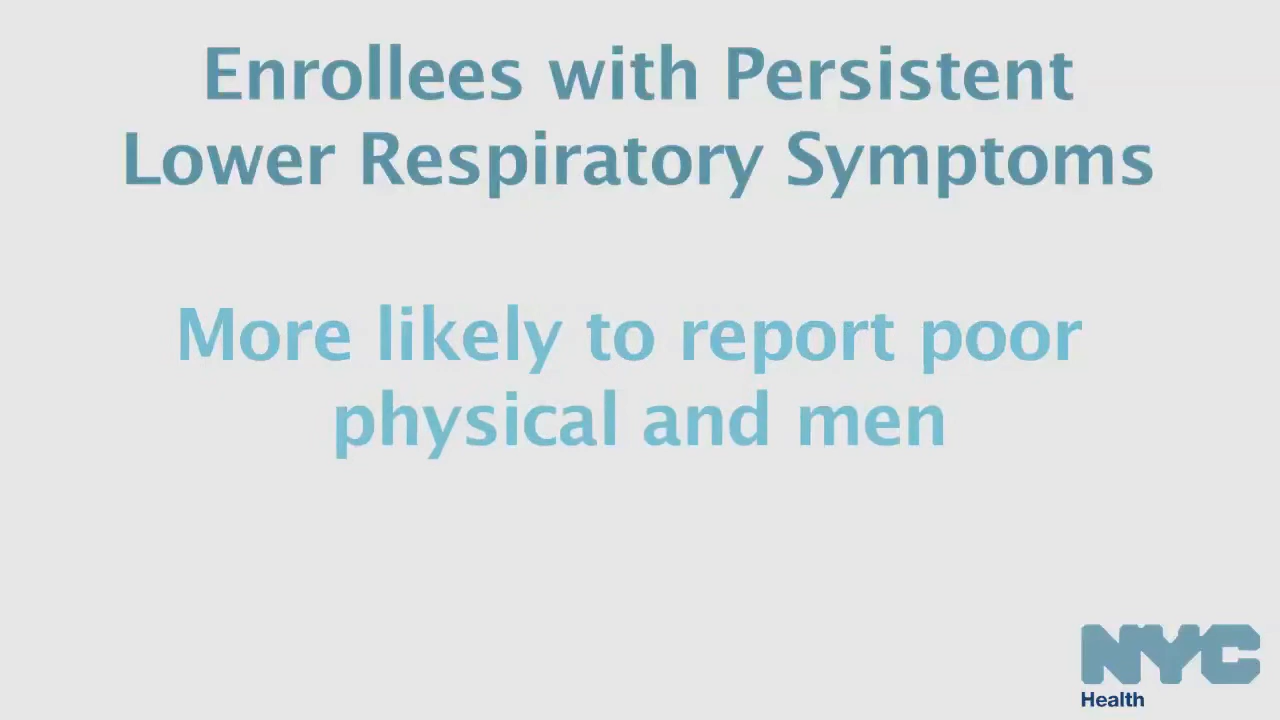 Enrollees with Persistent
Lower Respiratory Symptoms
More likely to report poor
physical and men
NYC
Health